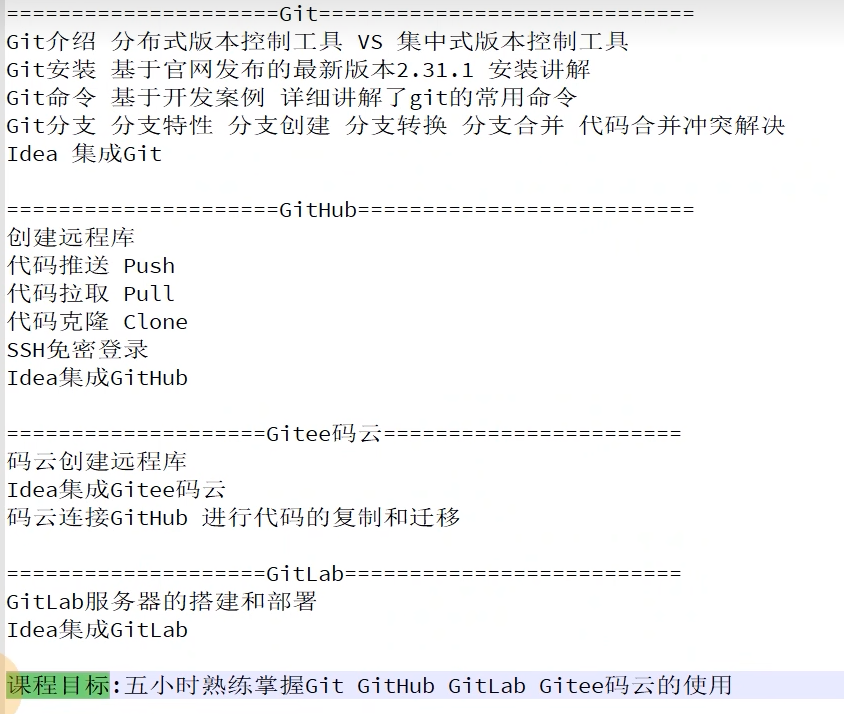 =====================Git=============================
Git介绍 分布式版本控制工具 VS 集中式版本控制工具
Git安装 基于官网发布的最新版本2.31.1 安装讲解
Git命令 基于开发案例 详细讲解了git的常用命令
Git分支 分支特性 分支创建 分支转换 分支合并 代码合并冲突解决
Idea 集成Git
=====================GitHub==========================
创建远程库
代码推送 Push
代码拉取 Pull
代码克隆 Clone
SSH免密登录
Idea集成GitHub
====================Gitee码云=======================
码云创建远程库
Idea集成Gitee码云
码云连接GitHub 进行代码的复制和迁移
====================GitLab==========================
GitLab服务器的搭建和部署
Idea集成GitLab
课程目标:五小时熟练掌握Git GitHub GitLab Gitee码云的使用